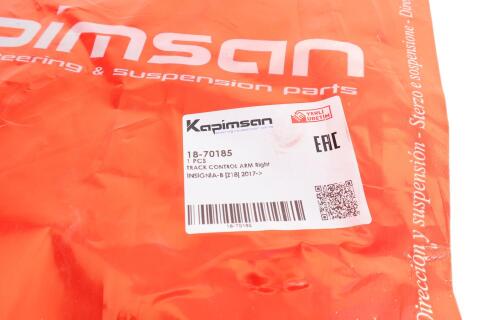 apimsan
eering & suspension parts
Kapimsan
YERLİ
ÜRETİM
EAC
18-70185
1 PCS
TRACK CONTROL ARM Right
INSIGNIA-B [Z18] 2017->
18-70185
Dirección y suspensión - Sterzo e sospensione - Dire